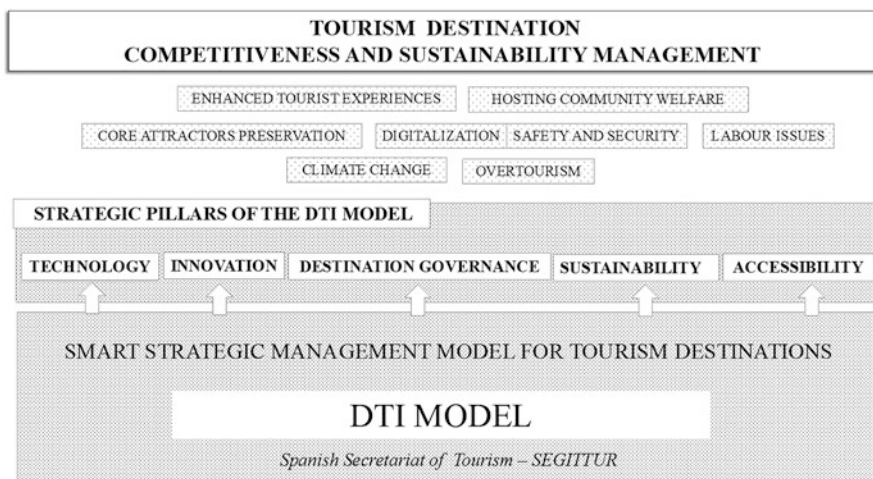 TOURISM DESTINATION
COMPETITIVENESS AND SUSTAINABILITY MANAGEMENT
ENHANCED TOURIST EXPERIENCES
HOSTING COMMUNITY WELFARE
CORE ATTRACTORS PRESERVATION
DIGITALIZATION
SAFETY AND SECURITY
LABOUR ISSUES
CLIMATE CHANGE
OVERTOURISM
STRATEGIC PILLARS OF THE DTI MODEL
TECHNOLOGY
INNOVATION
DESTINATION GOVERNANCE
SUSTAINABILITY
ACCESSIBILITY
SMART STRATEGIC MANAGEMENT MODEL FOR TOURISM DESTINATIONS
DTI MODEL
Spanish Secretariat of Tourism – SEGITTUR